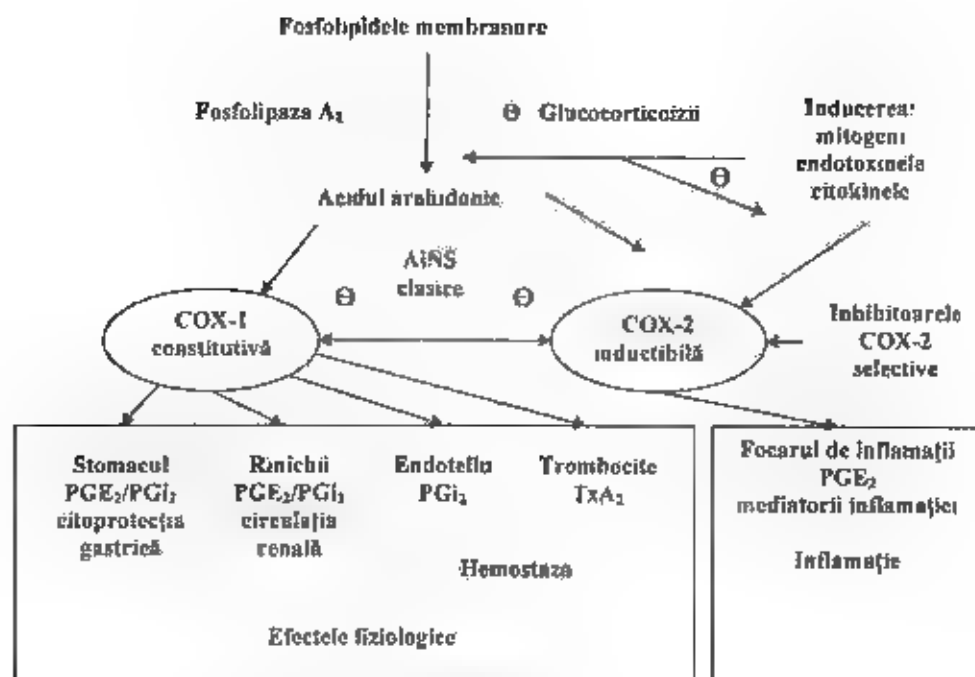 Fosfolipidele membranare
Fosfolipaza A₂
Ɵ Glucocorticoizii
Inducerea:
mitogeni
endotoxinele
citokinele
Ɵ
Acidul arahidonic
AINS
clasice
Ɵ
Ɵ
COX-1
constitutivă
COX-2
inductibilă
Inhibitoarele
COX-2
selective
Stomacul
PGE₂/PGI₂
citoprotecția
gastrică
Rinichii
PGE₂/PGI₂
circulația
renală
Endoteliu
PGI₂
Trombocite
TxA₂
Hemostaza
Efectele fiziologice
Focarul de inflamații
PGE₂
mediatorii inflamației
Inflamație